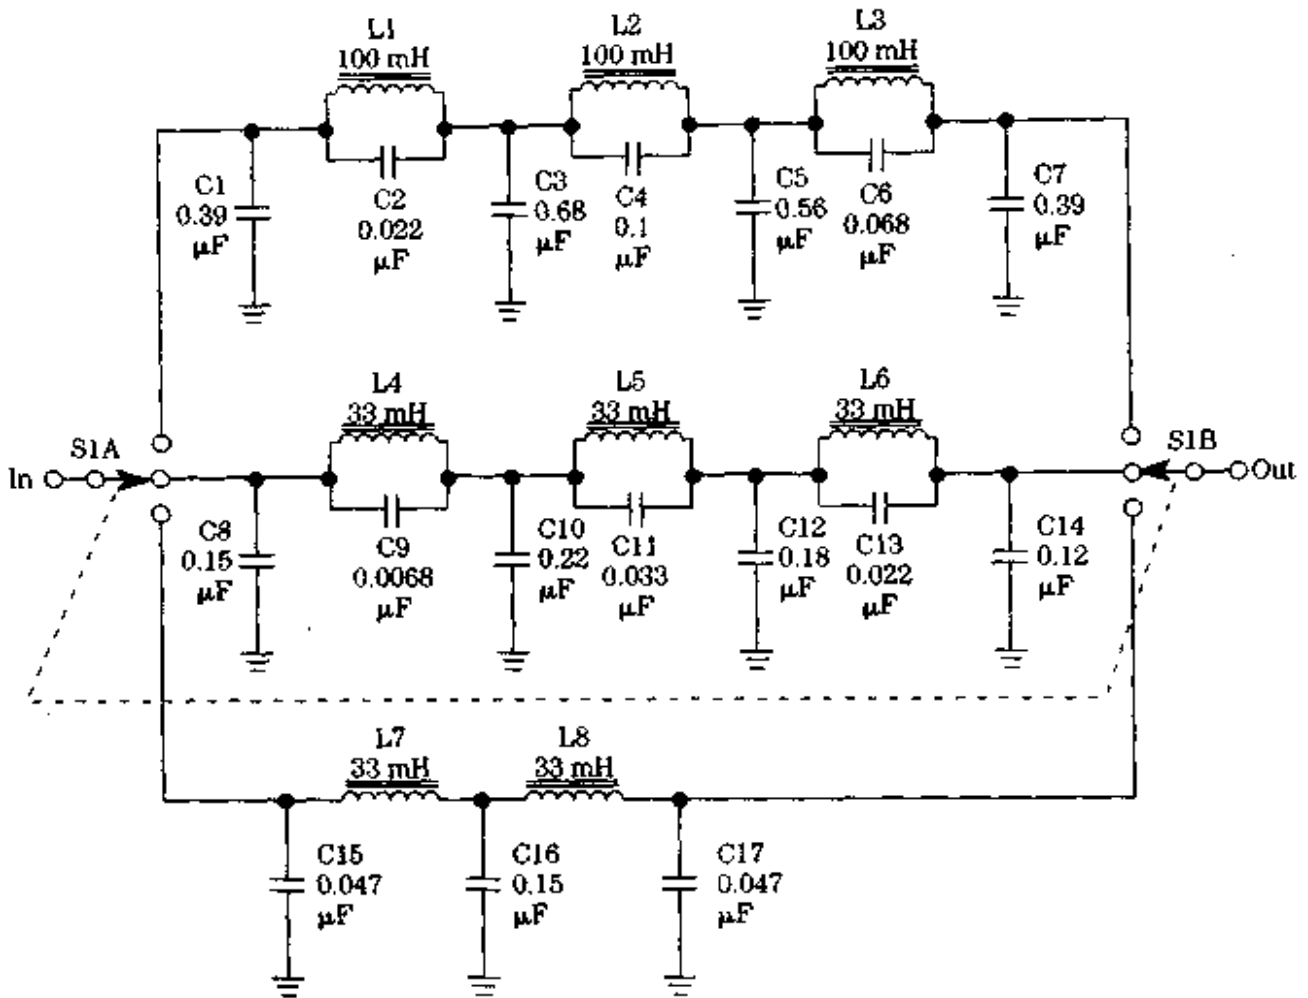 L1
100 mH
L2
100 mH
L3
100 mH
C1
0.39
µF
C2
0.022
µF
C3
0.68
µF
C4
0.1
µF
C5
0.56
µF
C6
0.068
µF
C7
0.39
µF
L4
33 mH
L5
33 mH
L6
33 mH
In
S1A
S1B
Out
C8
0.15
µF
C9
0.0068
µF
C10
0.22
µF
C11
0.033
µF
C12
0.18
µF
C13
0.022
µF
C14
0.12
µF
L7
33 mH
L8
33 mH
C15
0.047
µF
C16
0.15
µF
C17
0.047
µF